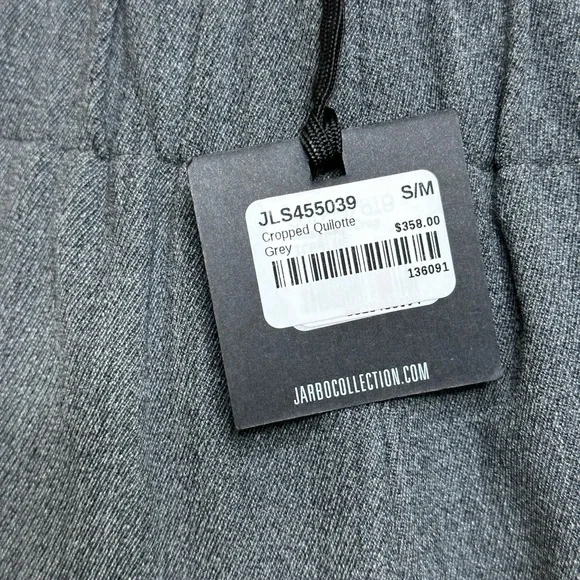 JLS455039 S/M
Cropped Quilotte $358.00
Grey
136091
JARBOCOLLECTION.COM